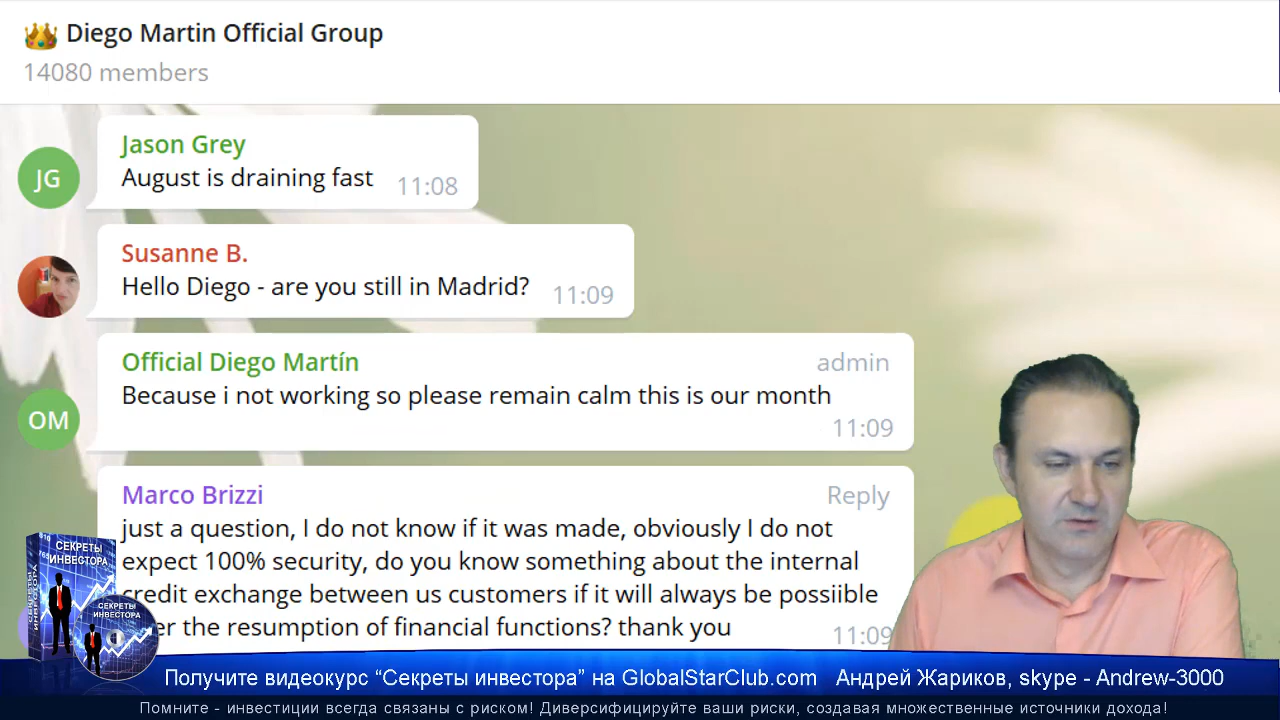 Diego Martin Official Group
14080 members
Jason Grey
JG
August is draining fast 11:08
Susanne B.
Hello Diego - are you still in Madrid? 11:09
Official Diego Martín admin
Because i not working so please remain calm this is our month
OM
11:09
Marco Brizzi Reply
just a question, I do not know if it was made, obviously I do not
expect 100% security, do you know something about the internal
credit exchange between us customers if it will always be possiible
the resumption of financial functions? thank you 11:09
СЕКРЕТЫ
ИНВЕСТОРА
СЕКРЕТЫ
ИНВЕСТОРА
Получите видеокурс “Секреты инвестора” на GlobalStarClub.com Андрей Жариков, skype - Andrew-3000
Помните - инвестиции всегда связаны с риском! Диверсифицируйте ваши риски, создавая множественные источники дохода!